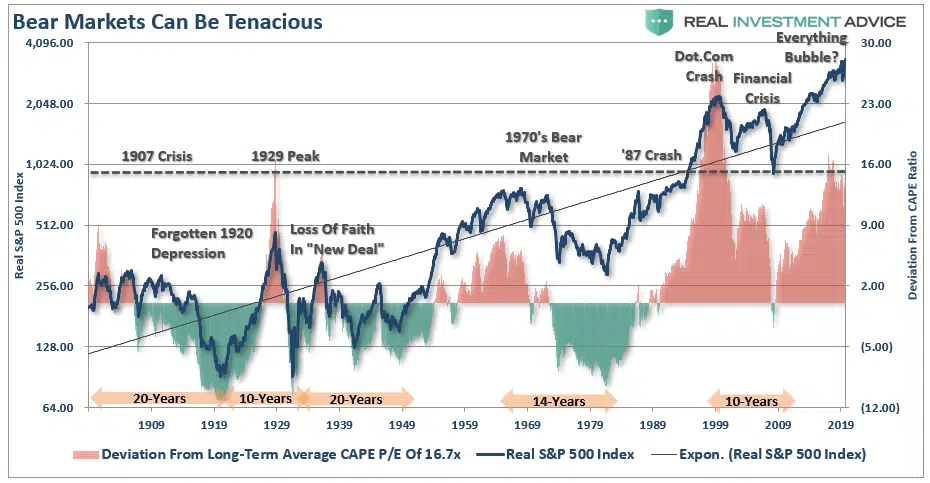 Bear Markets Can Be Tenacious
REAL INVESTMENT ADVICE
4,096.00
2,048.00
1,024.00
512.00
256.00
128.00
64.00
Real S&P 500 Index
30.00
23.00
16.00
9.00
2.00
(5.00)
(12.00)
Deviation From CAPE Ratio
1907 Crisis
1929 Peak
Forgotten 1920
Depression
Loss Of Faith
In "New Deal"
1970's Bear
Market
'87 Crash
Dot.Com
Crash
Financial
Crisis
Everything
Bubble?
20-Years
10-Years
20-Years
14-Years
10-Years
1909
1919
1929
1939
1949
1959
1969
1979
1989
1999
2009
2019
Deviation From Long-Term Average CAPE P/E Of 16.7x
Real S&P 500 Index
Expon. (Real S&P 500 Index)